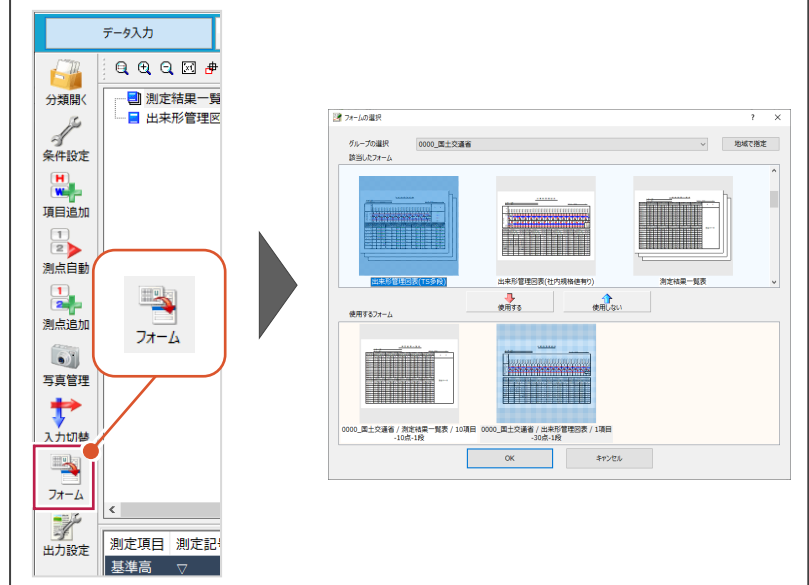 データ入力
分類開く
条件設定
項目追加
測点自動
測点追加
写真管理
入力切替
フォーム
出力設定
測定結果一覧
出来形管理図
フォーム
測定項目 測定記号
基準高 ▽
フォームの選択
グループの選択 0000_国土交通省 地域で指定
該当したフォーム
出来形管理図表(TS多段) 出来形管理図表(社内規格値有り) 測定結果一覧表
使用する 使用しない
使用するフォーム
0000_国土交通省 / 測定結果一覧表 / 10項目
-10点-1段
0000_国土交通省 / 出来形管理図表 / 1項目
-30点-1段
OK キャンセル